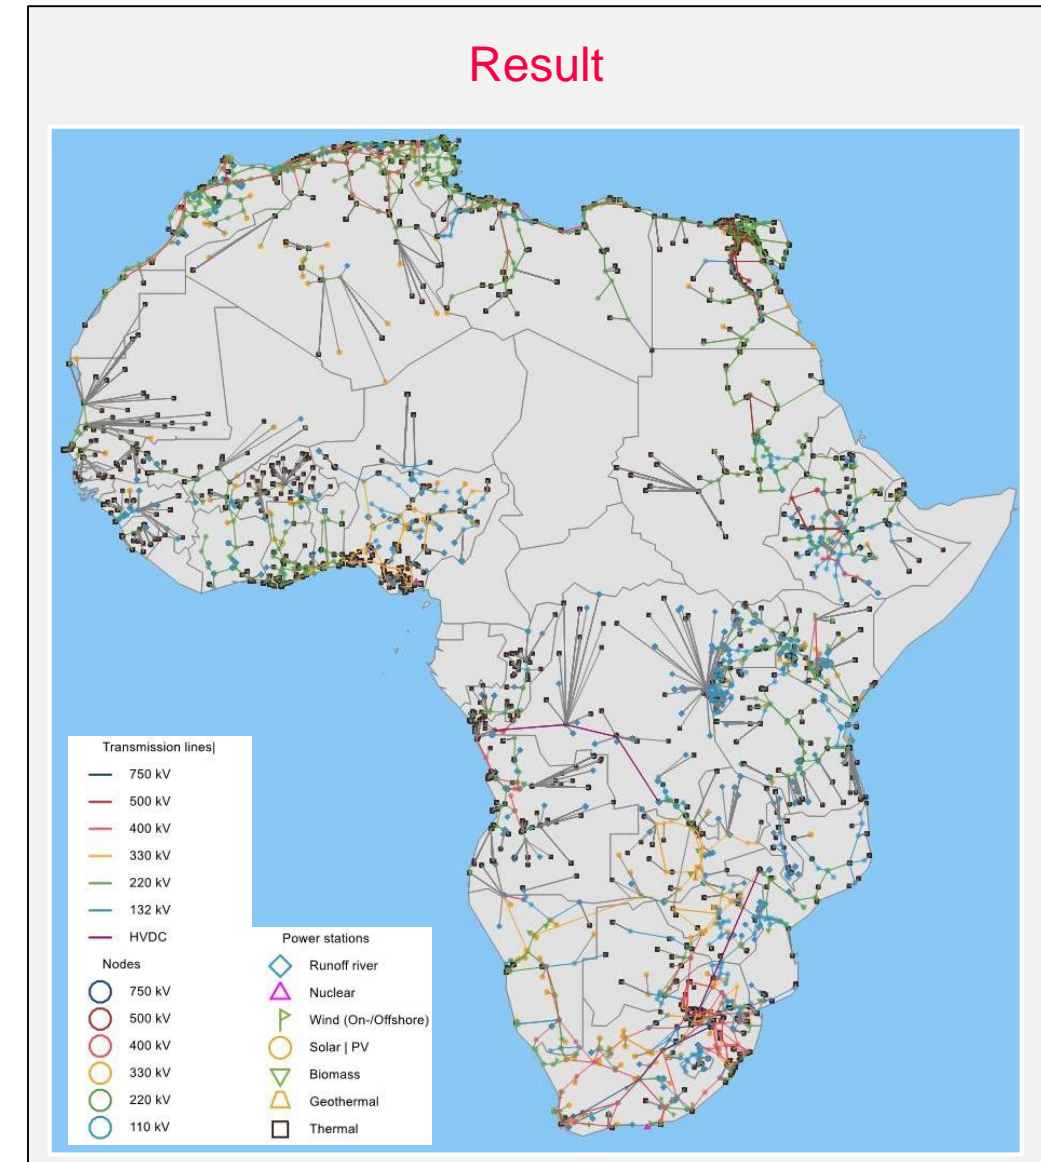 Result
Transmission lines|
750 kV
500 kV
400 kV
330 kV
220 kV
132 kV
HVDC
Nodes
750 kV
500 kV
400 kV
330 kV
220 kV
110 kV
Power stations
Runoff river
Nuclear
Wind (On-/Offshore)
Solar | PV
Biomass
Geothermal
Thermal